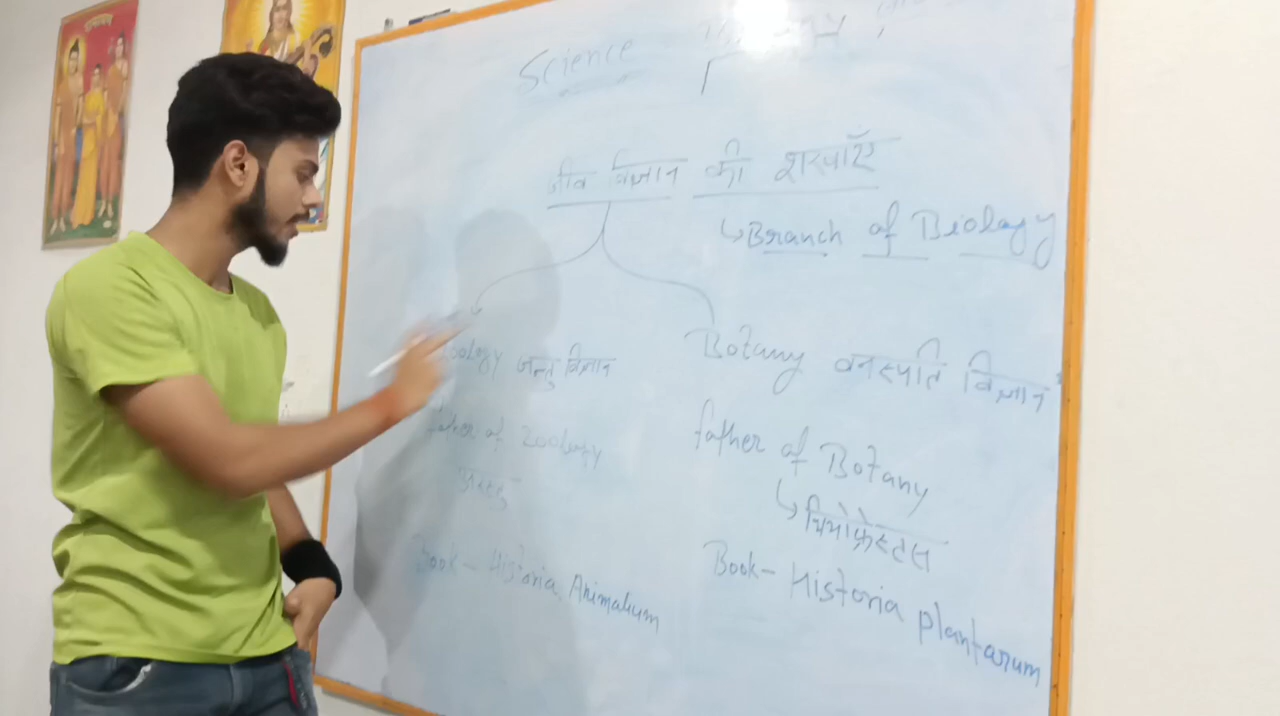 Science
जीव विज्ञान की शाखाएँ
↳ Branch of Biology
Zoology जन्तु विज्ञान
Botany वनस्पति विज्ञान
father of Zoology
अरस्तु
Book - Historia Animalium
father of Botany
↳ थियोफ्रेस्टस
Book - Historia plantarum